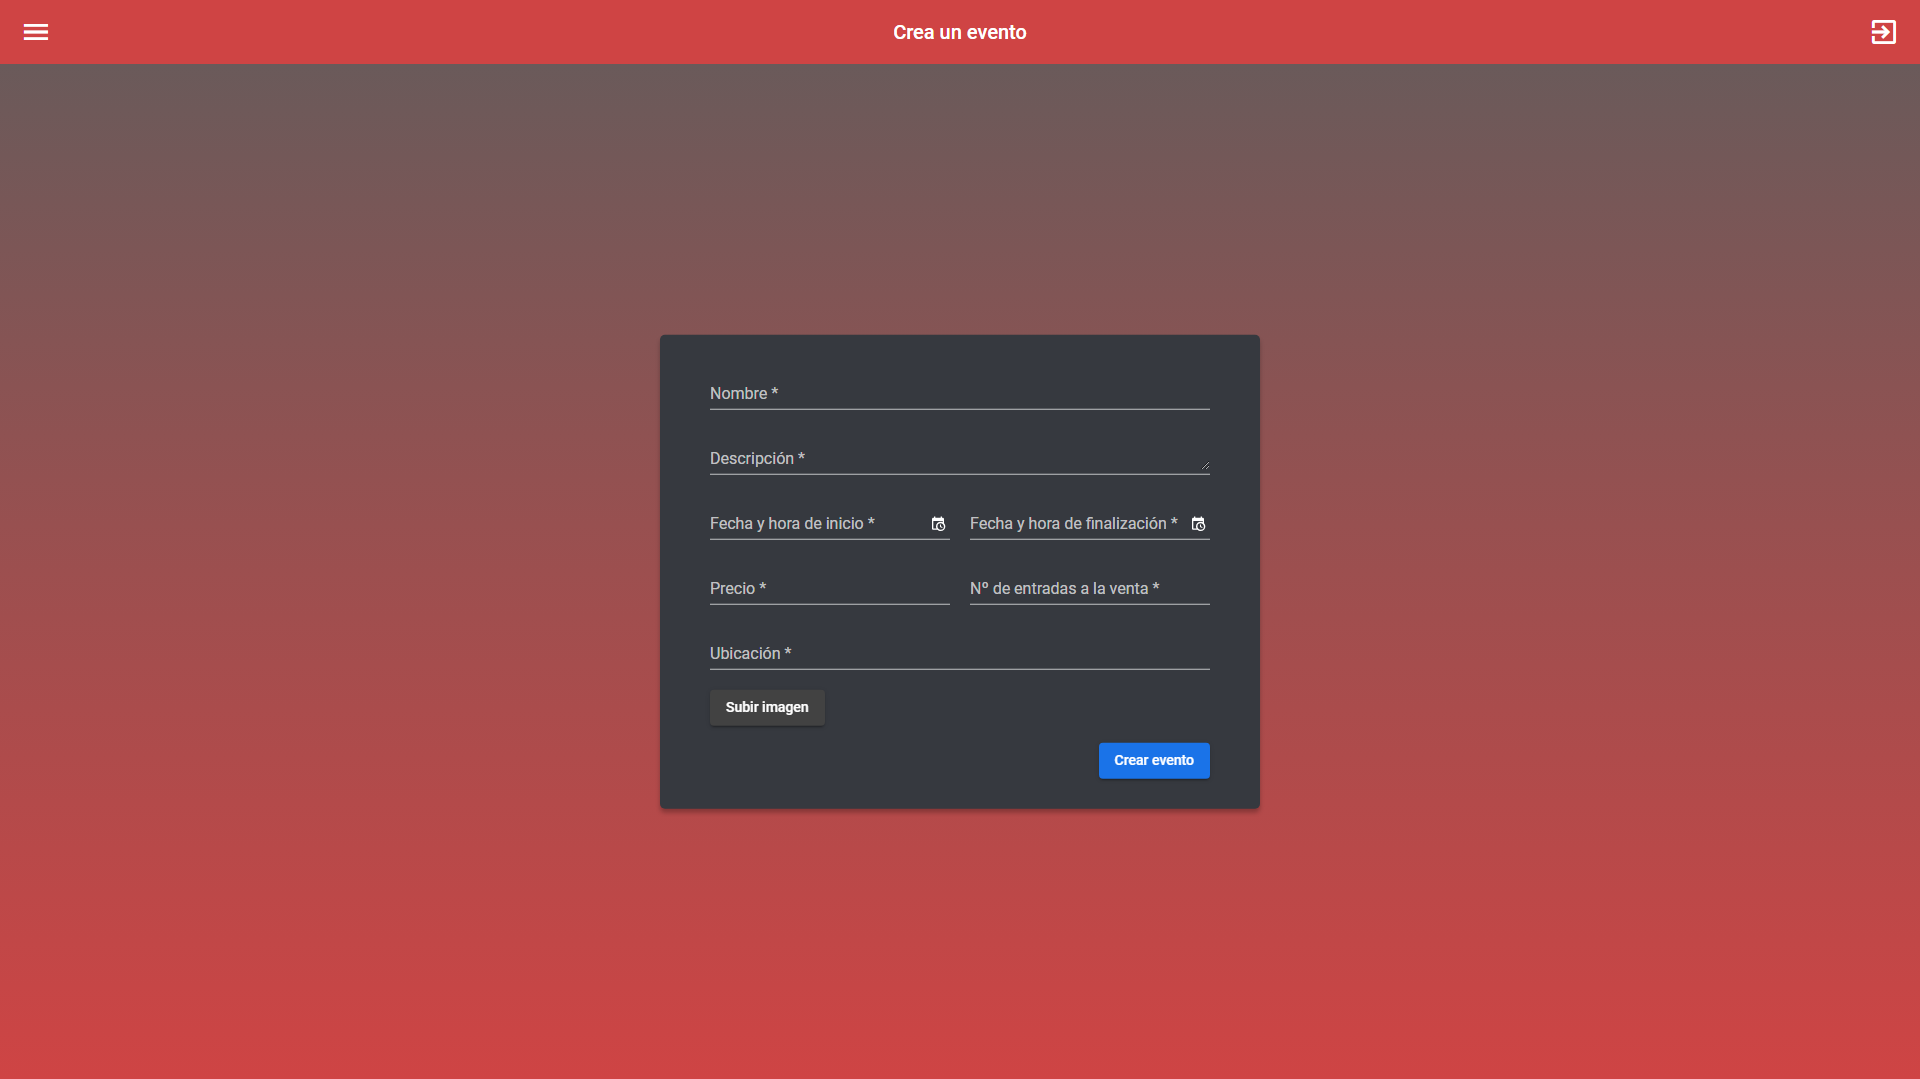 Crea un evento
Nombre *
Descripción *
Fecha y hora de inicio * Fecha y hora de finalización *
Precio * Nº de entradas a la venta *
Ubicación *
Subir imagen
Crear evento